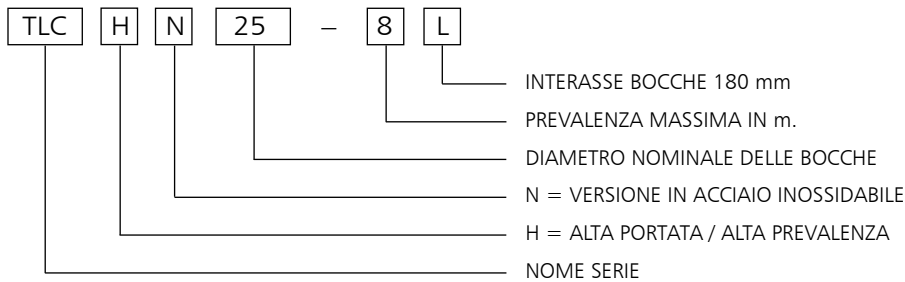 TLC H N 25 – 8 L
INTERASSE BOCCHE 180 mm
PREVALENZA MASSIMA IN m.
DIAMETRO NOMINALE DELLE BOCCHE
N = VERSIONE IN ACCIAIO INOSSIDABILE
H = ALTA PORTATA / ALTA PREVALENZA
NOME SERIE